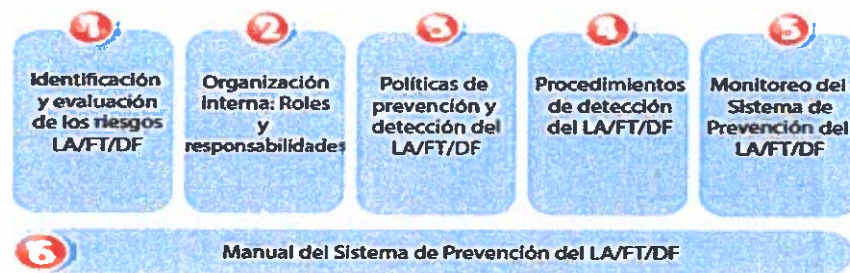 1
Identificación
y evaluación
de los riesgos
LA/FT/DF
2
Organización
interna: Roles
y
responsabilidades
3
Políticas de
prevención y
detección del
LA/FT/DF
4
Procedimientos
de detección
del LA/FT/DF
5
Monitoreo del
Sistema de
Prevención del
LA/FT/DF
6
Manual del Sistema de Prevención del LA/FT/DF